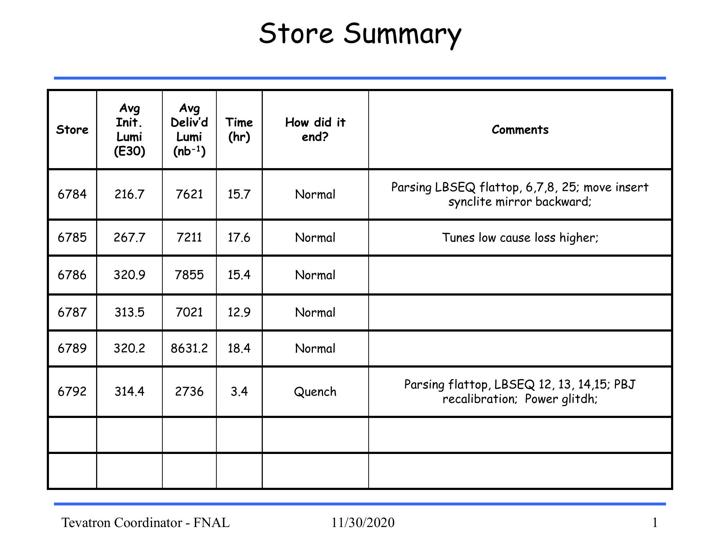 Store Summary
Store
Avg
Init.
Lumi
(E30)
Avg
Deliv'd
Lumi
(nb⁻¹)
Time
(hr)
How did it
end?
Comments
6784 216.7 7621 15.7 Normal
Parsing LBSEQ flattop, 6,7,8, 25; move insert
synclite mirror backward;
6785 267.7 7211 17.6 Normal Tunes low cause loss higher;
6786 320.9 7855 15.4 Normal
6787 313.5 7021 12.9 Normal
6789 320.2 8631.2 18.4 Normal
6792 314.4 2736 3.4 Quench
Parsing flattop, LBSEQ 12, 13, 14,15; PBJ
recalibration; Power glitdh;
Tevatron Coordinator - FNAL 11/30/2020 1